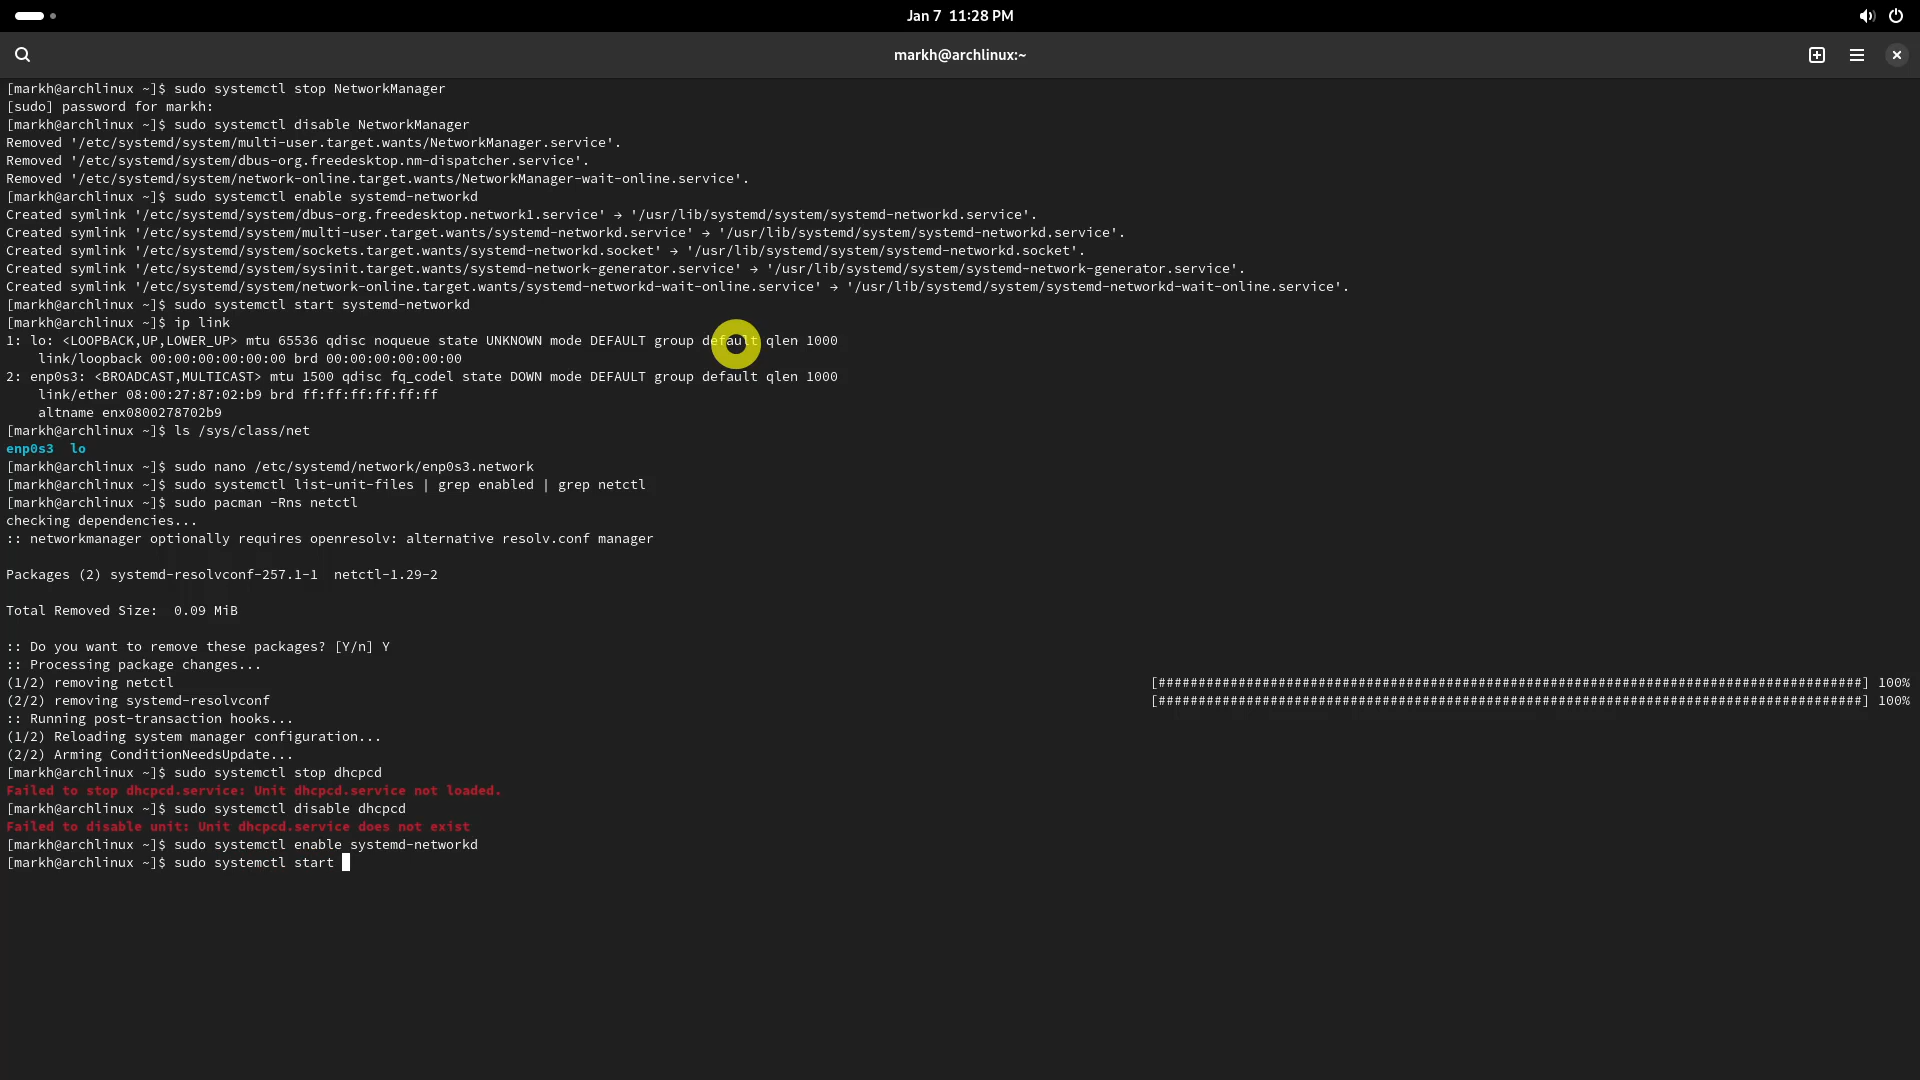 Jan 7 11:28 PM
markh@archlinux:~
[markh@archlinux ~]$ sudo systemctl stop NetworkManager
[sudo] password for markh:
[markh@archlinux ~]$ sudo systemctl disable NetworkManager
Removed '/etc/systemd/system/multi-user.target.wants/NetworkManager.service'.
Removed '/etc/systemd/system/dbus-org.freedesktop.nm-dispatcher.service'.
Removed '/etc/systemd/system/network-online.target.wants/NetworkManager-wait-online.service'.
[markh@archlinux ~]$ sudo systemctl enable systemd-networkd
Created symlink '/etc/systemd/system/dbus-org.freedesktop.network1.service' → '/usr/lib/systemd/system/systemd-networkd.service'.
Created symlink '/etc/systemd/system/multi-user.target.wants/systemd-networkd.service' → '/usr/lib/systemd/system/systemd-networkd.service'.
Created symlink '/etc/systemd/system/sockets.target.wants/systemd-networkd.socket' → '/usr/lib/systemd/system/systemd-networkd.socket'.
Created symlink '/etc/systemd/system/sysinit.target.wants/systemd-network-generator.service' → '/usr/lib/systemd/system/systemd-network-generator.service'.
Created symlink '/etc/systemd/system/network-online.target.wants/systemd-networkd-wait-online.service' → '/usr/lib/systemd/system/systemd-networkd-wait-online.service'.
[markh@archlinux ~]$ sudo systemctl start systemd-networkd
[markh@archlinux ~]$ ip link
1: lo: <LOOPBACK,UP,LOWER_UP> mtu 65536 qdisc noqueue state UNKNOWN mode DEFAULT group default qlen 1000
    link/loopback 00:00:00:00:00:00 brd 00:00:00:00:00:00
2: enp0s3: <BROADCAST,MULTICAST> mtu 1500 qdisc fq_codel state DOWN mode DEFAULT group default qlen 1000
    link/ether 08:00:27:87:02:b9 brd ff:ff:ff:ff:ff:ff
    altname enx0800278702b9
[markh@archlinux ~]$ ls /sys/class/net
enp0s3  lo
[markh@archlinux ~]$ sudo nano /etc/systemd/network/enp0s3.network
[markh@archlinux ~]$ sudo systemctl list-unit-files | grep enabled | grep netctl
[markh@archlinux ~]$ sudo pacman -Rns netctl
checking dependencies...
:: networkmanager optionally requires openresolv: alternative resolv.conf manager
Packages (2) systemd-resolvconf-257.1-1  netctl-1.29-2
Total Removed Size:  0.09 MiB
:: Do you want to remove these packages? [Y/n] Y
:: Processing package changes...
(1/2) removing netctl [########################################################################################] 100%
(2/2) removing systemd-resolvconf [########################################################################################] 100%
:: Running post-transaction hooks...
(1/2) Reloading system manager configuration...
(2/2) Arming ConditionNeedsUpdate...
[markh@archlinux ~]$ sudo systemctl stop dhcpcd
Failed to stop dhcpcd.service: Unit dhcpcd.service not loaded.
[markh@archlinux ~]$ sudo systemctl disable dhcpcd
Failed to disable unit: Unit dhcpcd.service does not exist
[markh@archlinux ~]$ sudo systemctl enable systemd-networkd
[markh@archlinux ~]$ sudo systemctl start